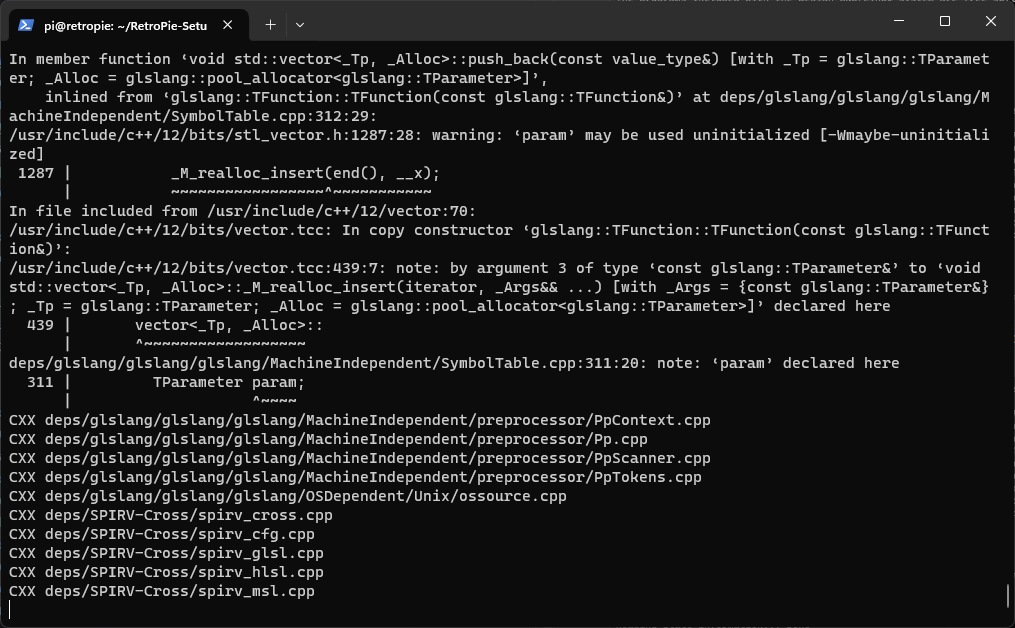 pi@retropie: ~/RetroPie-Setu
In member function ‘void std::vector<_Tp, _Alloc>::push_back(const value_type&) [with _Tp = glslang::TParamet
er; _Alloc = glslang::pool_allocator<glslang::TParameter>]’,
    inlined from ‘glslang::TFunction::TFunction(const glslang::TFunction&)’ at deps/glslang/glslang/glslang/M
achineIndependent/SymbolTable.cpp:312:29:
/usr/include/c++/12/bits/stl_vector.h:1287:28: warning: ‘param’ may be used uninitialized [-Wmaybe-uninitiali
zed]
 1287 |           _M_realloc_insert(end(), __x);
      |           ~~~~~~~~~~~~~~~~~^~~~~~~~~~~~
In file included from /usr/include/c++/12/vector:70:
/usr/include/c++/12/bits/vector.tcc: In copy constructor ‘glslang::TFunction::TFunction(const glslang::TFunct
ion&)’:
/usr/include/c++/12/bits/vector.tcc:439:7: note: by argument 3 of type ‘const glslang::TParameter&’ to ‘void 
std::vector<_Tp, _Alloc>::_M_realloc_insert(iterator, _Args&& ...) [with _Args = {const glslang::TParameter&}
; _Tp = glslang::TParameter; _Alloc = glslang::pool_allocator<glslang::TParameter>]’ declared here
  439 |       vector<_Tp, _Alloc>::
      |       ^~~~~~~~~~~~~~~~~~~
deps/glslang/glslang/glslang/MachineIndependent/SymbolTable.cpp:311:20: note: ‘param’ declared here
  311 |         TParameter param;
      |                    ^~~~~
CXX deps/glslang/glslang/glslang/MachineIndependent/preprocessor/PpContext.cpp
CXX deps/glslang/glslang/glslang/MachineIndependent/preprocessor/Pp.cpp
CXX deps/glslang/glslang/glslang/MachineIndependent/preprocessor/PpScanner.cpp
CXX deps/glslang/glslang/glslang/MachineIndependent/preprocessor/PpTokens.cpp
CXX deps/glslang/glslang/glslang/OSDependent/Unix/ossource.cpp
CXX deps/SPIRV-Cross/spirv_cross.cpp
CXX deps/SPIRV-Cross/spirv_cfg.cpp
CXX deps/SPIRV-Cross/spirv_glsl.cpp
CXX deps/SPIRV-Cross/spirv_hlsl.cpp
CXX deps/SPIRV-Cross/spirv_msl.cpp